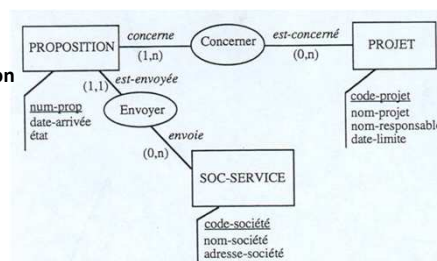 concerne
est-concerné
PROPOSITION
Concerner
PROJET
(1,n)
(0,n)
on
(1,1)
est-envoyée
num-prop
date-arrivée
état
Envoyer
code-projet
nom-projet
nom-responsable
date-limite
envoie
(0,n)
SOC-SERVICE
code-société
nom-société
adresse-société